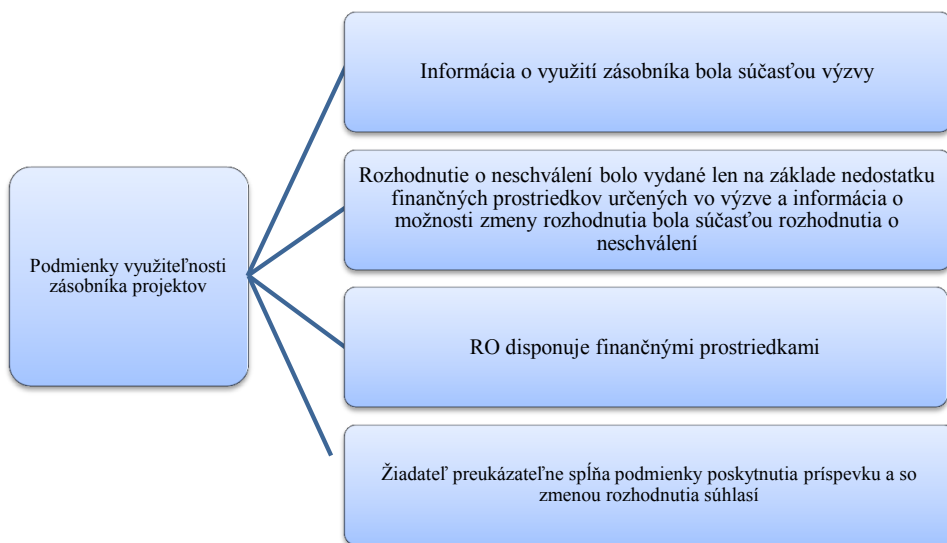 Podmienky využiteľnosti
zásobníka projektov
Informácia o využití zásobníka bola súčasťou výzvy
Rozhodnutie o neschválení bolo vydané len na základe nedostatku
finančných prostriedkov určených vo výzve a informácia o
možnosti zmeny rozhodnutia bola súčasťou rozhodnutia o
neschválení
RO disponuje finančnými prostriedkami
Žiadateľ preukázateľne spĺňa podmienky poskytnutia príspevku a so
zmenou rozhodnutia súhlasí